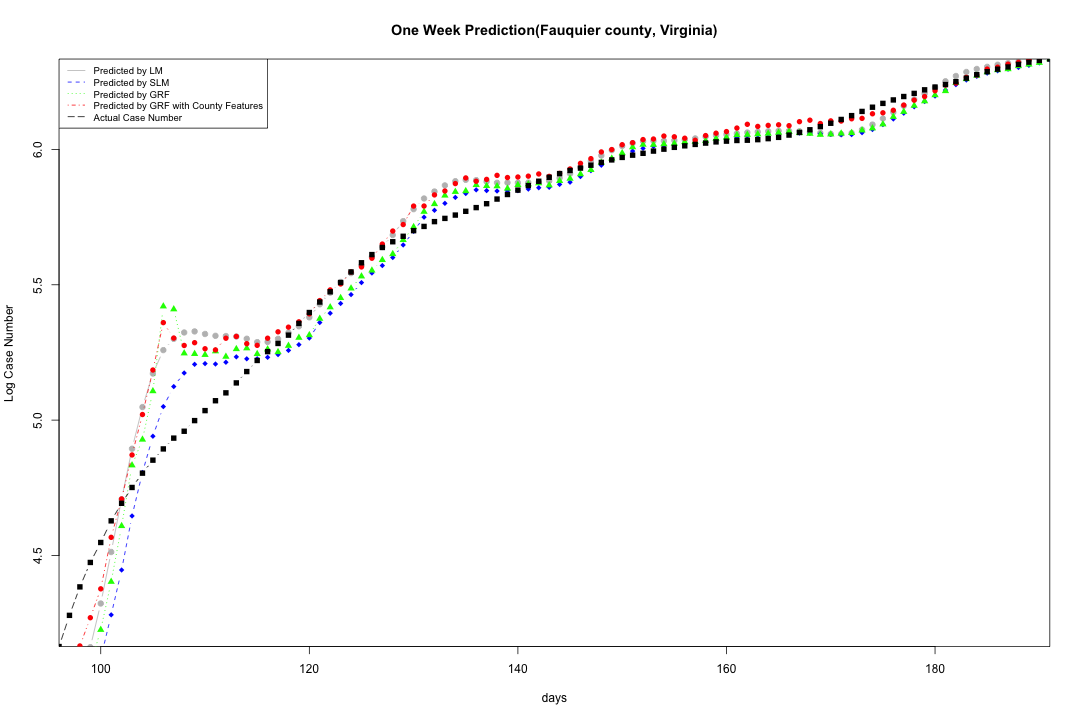 One Week Prediction(Fauquier county, Virginia)
Predicted by LM
Predicted by SLM
Predicted by GRF
Predicted by GRF with County Features
Actual Case Number
Log Case Number
6.0
5.5
5.0
4.5
100 120 140 160 180
days